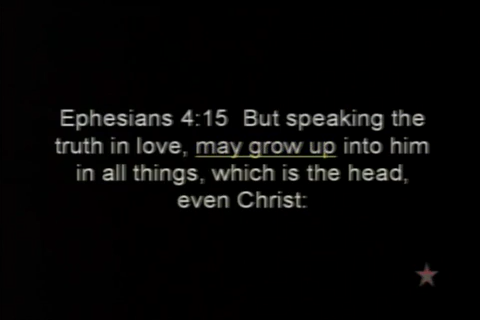 Ephesians 4:15  But speaking the
truth in love, may grow up into him
in all things, which is the head,
even Christ: